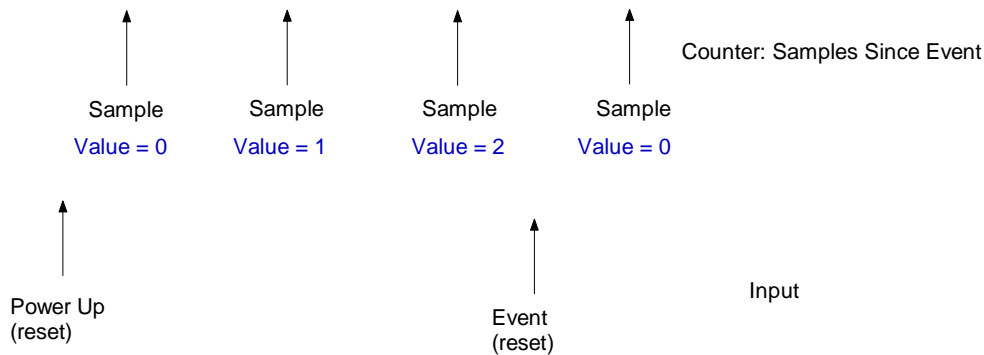 Counter: Samples Since Event
Sample Sample Sample Sample
Value = 0 Value = 1 Value = 2 Value = 0
Power Up
(reset)
Input
Event
(reset)